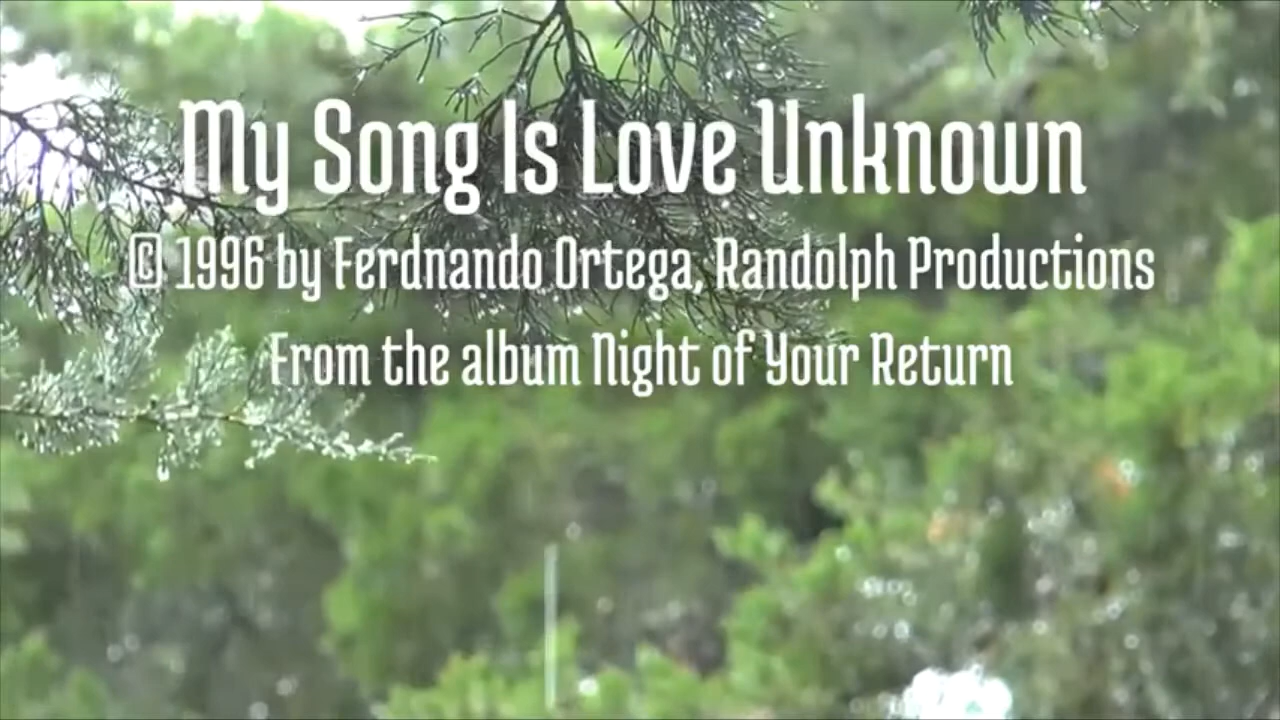 My Song Is Love Unknown
© 1996 by Ferdnando Ortega, Randolph Productions
From the album Night of Your Return